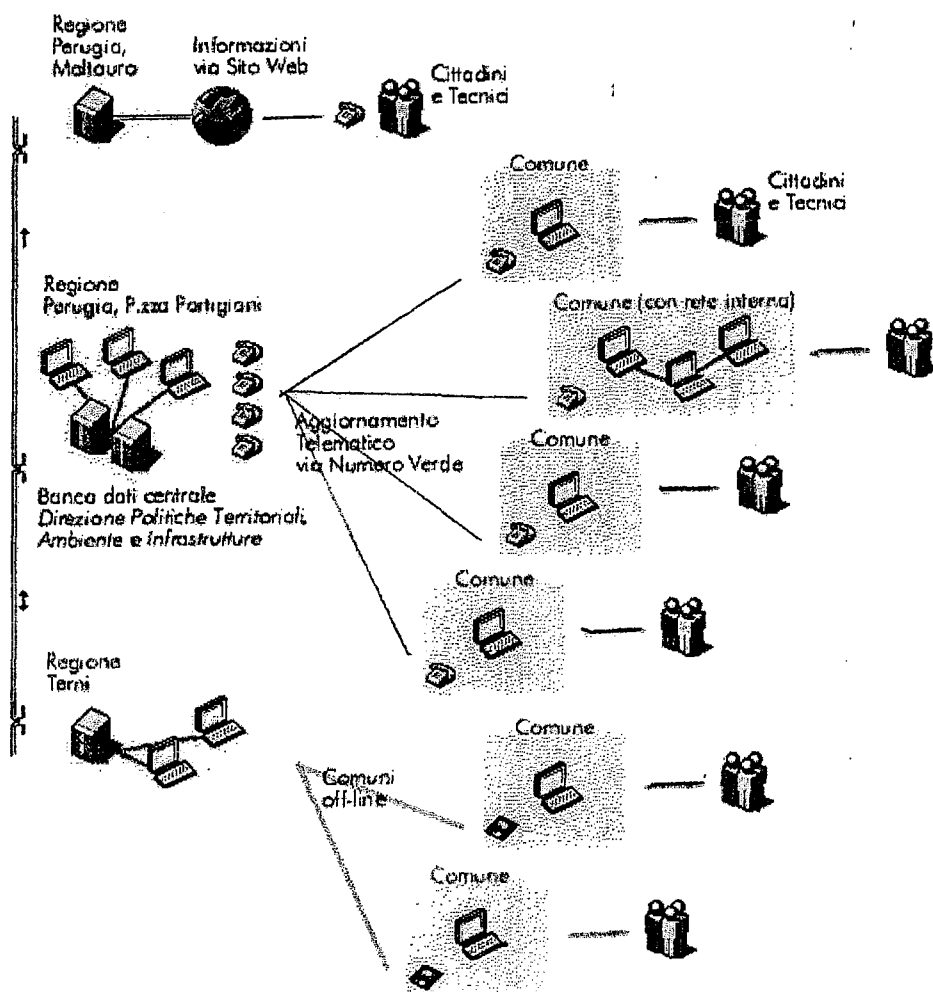 Regione
Perugia,
Maltauro
Informazioni
via Sito Web
Cittadini
e Tecnici
Comune
Cittadini
e Tecnici
Regione
Perugia, P.zza Partigiani
Comune (con rete interna)
Aggiornamento
Telematico
via Numero Verde
Comune
Banca dati centrale
Direzione Politiche Territoriali,
Ambiente e Infrastrutture
Comune
Regione
Terni
Comune
Comuni
off-line
Comune